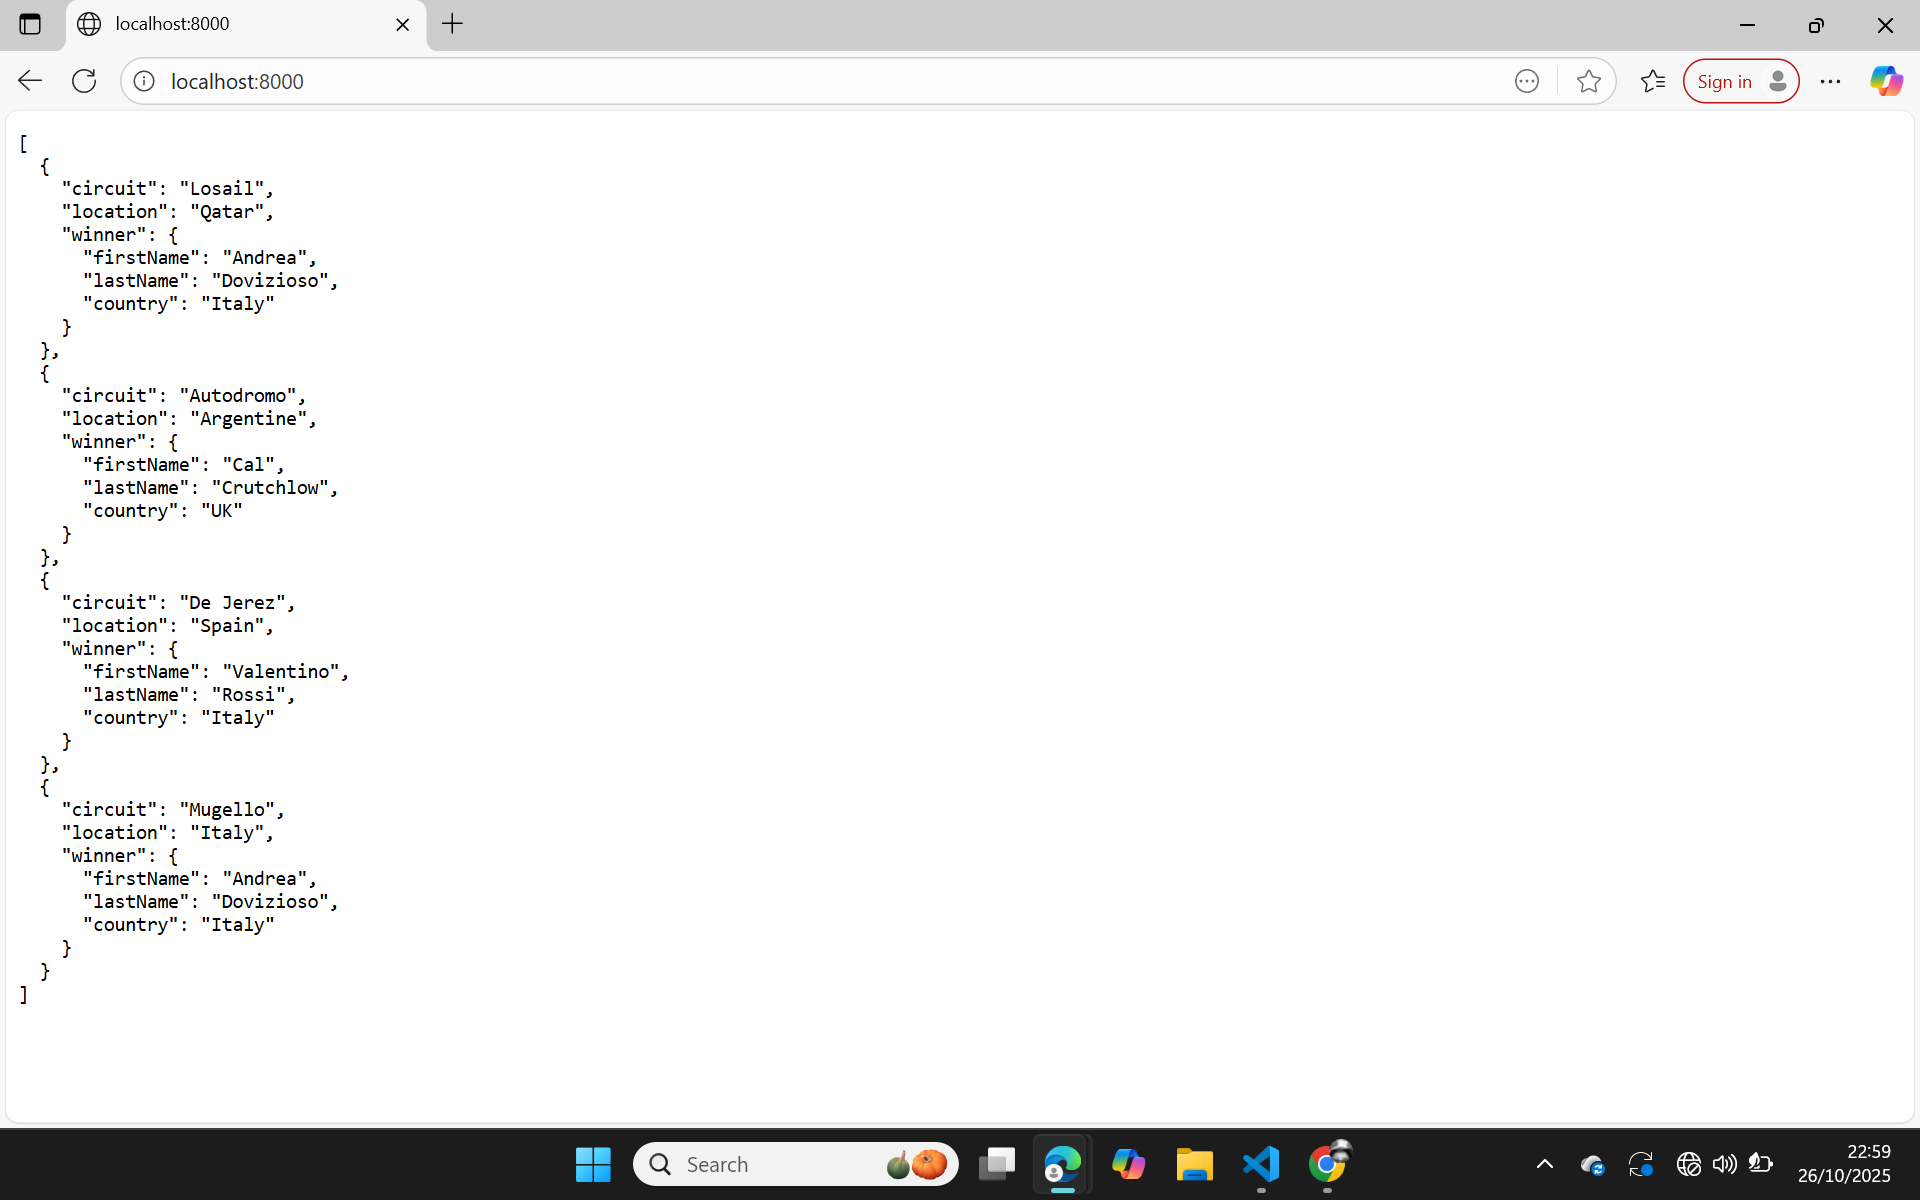 localhost:8000
localhost:8000
Sign in
[
  {
    "circuit": "Losail",
    "location": "Qatar",
    "winner": {
      "firstName": "Andrea",
      "lastName": "Dovizioso",
      "country": "Italy"
    }
  },
  {
    "circuit": "Autodromo",
    "location": "Argentine",
    "winner": {
      "firstName": "Cal",
      "lastName": "Crutchlow",
      "country": "UK"
    }
  },
  {
    "circuit": "De Jerez",
    "location": "Spain",
    "winner": {
      "firstName": "Valentino",
      "lastName": "Rossi",
      "country": "Italy"
    }
  },
  {
    "circuit": "Mugello",
    "location": "Italy",
    "winner": {
      "firstName": "Andrea",
      "lastName": "Dovizioso",
      "country": "Italy"
    }
  }
]
Search
22:59
26/10/2025